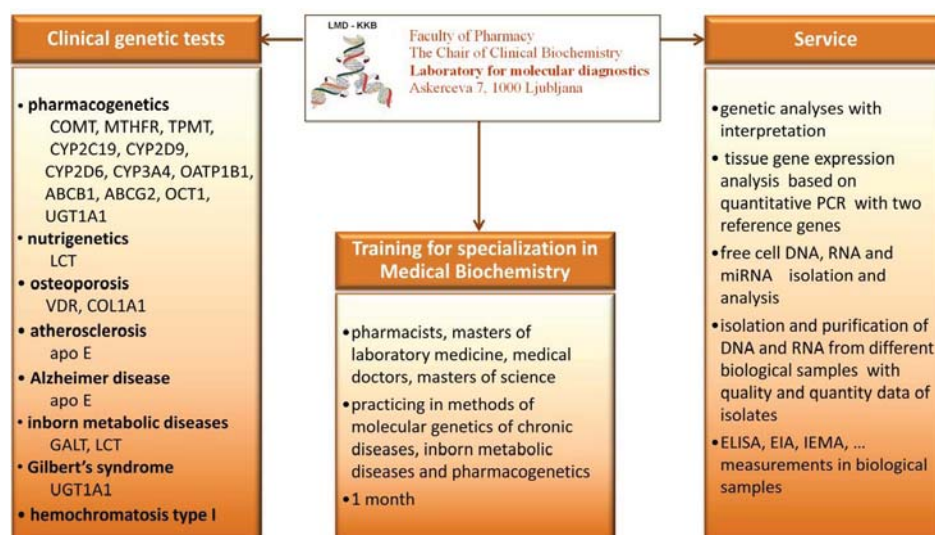 Clinical genetic tests
• pharmacogenetics
COMT, MTHFR, TPMT,
CYP2C19, CYP2D9,
CYP2D6, CYP3A4, OATP1B1,
ABCB1, ABCG2, OCT1,
UGT1A1
• nutrigenetics
LCT
• osteoporosis
VDR, COL1A1
• atherosclerosis
apo E
• Alzheimer disease
apo E
• inborn metabolic diseases
GALT, LCT
• Gilbert's syndrome
UGT1A1
• hemochromatosis type I
LMD - KKB
Faculty of Pharmacy
The Chair of Clinical Biochemistry
Laboratory for molecular diagnostics
Askerceva 7, 1000 Ljubljana
Training for specialization in
Medical Biochemistry
•pharmacists, masters of
laboratory medicine, medical
doctors, masters of science
•practicing in methods of
molecular genetics of chronic
diseases, inborn metabolic
diseases and pharmacogenetics
•1 month
Service
•genetic analyses with
interpretation
• tissue gene expression
analysis based on
quantitative PCR with two
reference genes
•free cell DNA, RNA and
miRNA isolation and
analysis
•isolation and purification of
DNA and RNA from different
biological samples with
quality and quantity data of
isolates
•ELISA, EIA, IEMA, ...
measurements in biological
samples